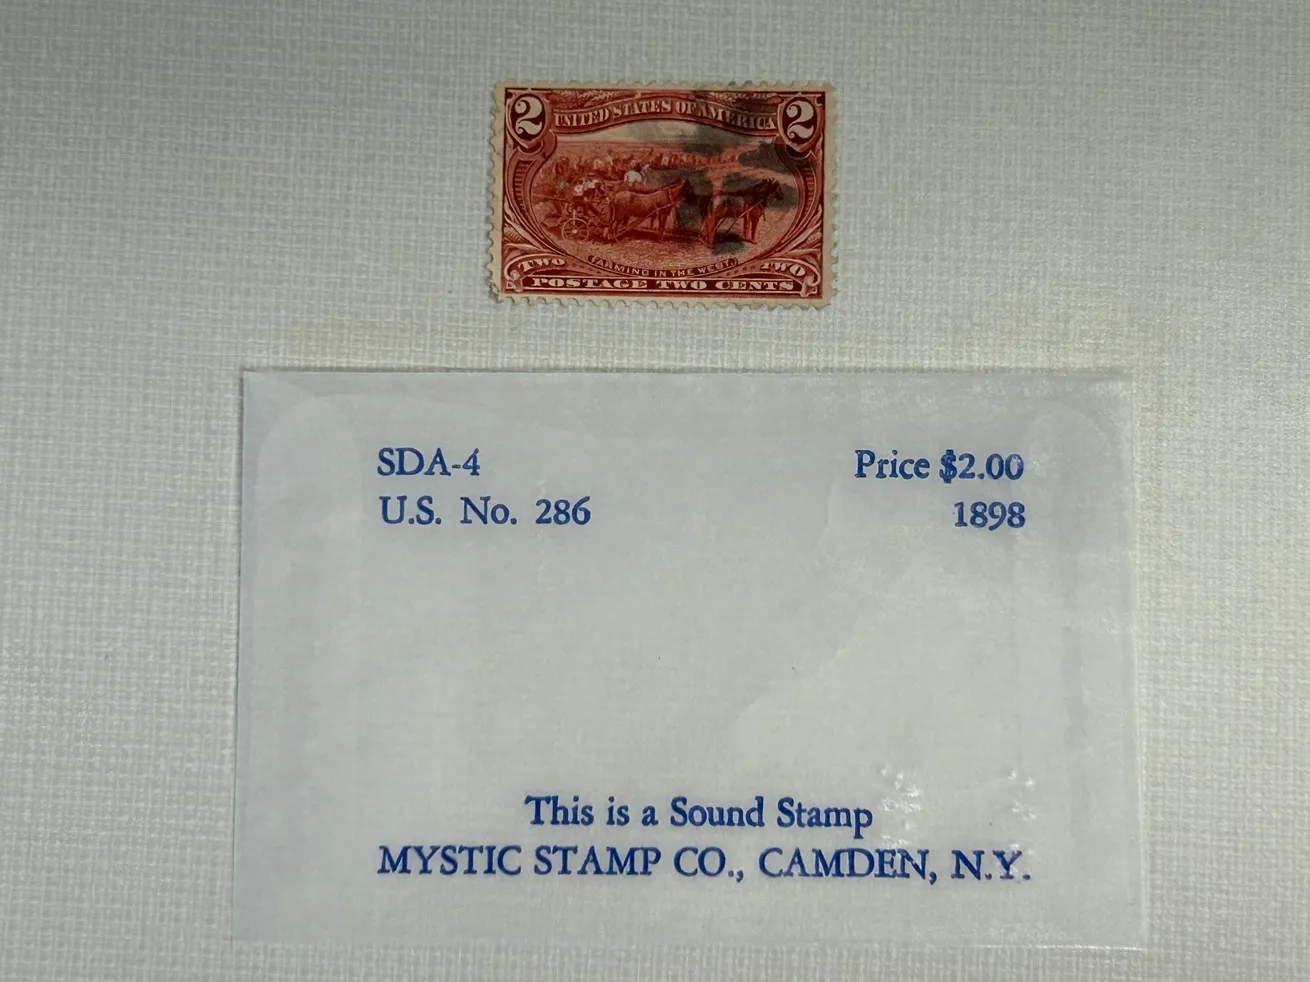 2 UNITED STATES OF AMERICA 2
TWO FARMING IN THE WEST. TWO
POSTAGE TWO CENTS
SDA-4 Price $2.00
U.S. No. 286 1898
This is a Sound Stamp
MYSTIC STAMP CO., CAMDEN, N.Y.